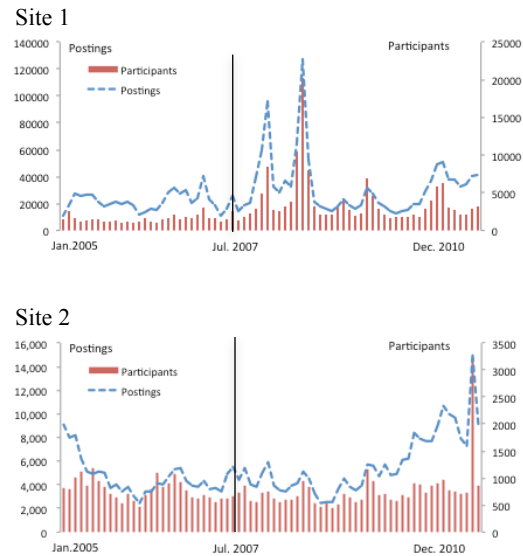 Site 1
Postings
Participants
Participants
Postings
140000
120000
100000
80000
60000
40000
20000
0
25000
20000
15000
10000
5000
0
Jan.2005
Jul. 2007
Dec. 2010
Site 2
Postings
Participants
Participants
Postings
16,000
14,000
12,000
10,000
8,000
6,000
4,000
2,000
0
3500
3000
2500
2000
1500
1000
500
0
Jan.2005
Jul. 2007
Dec. 2010